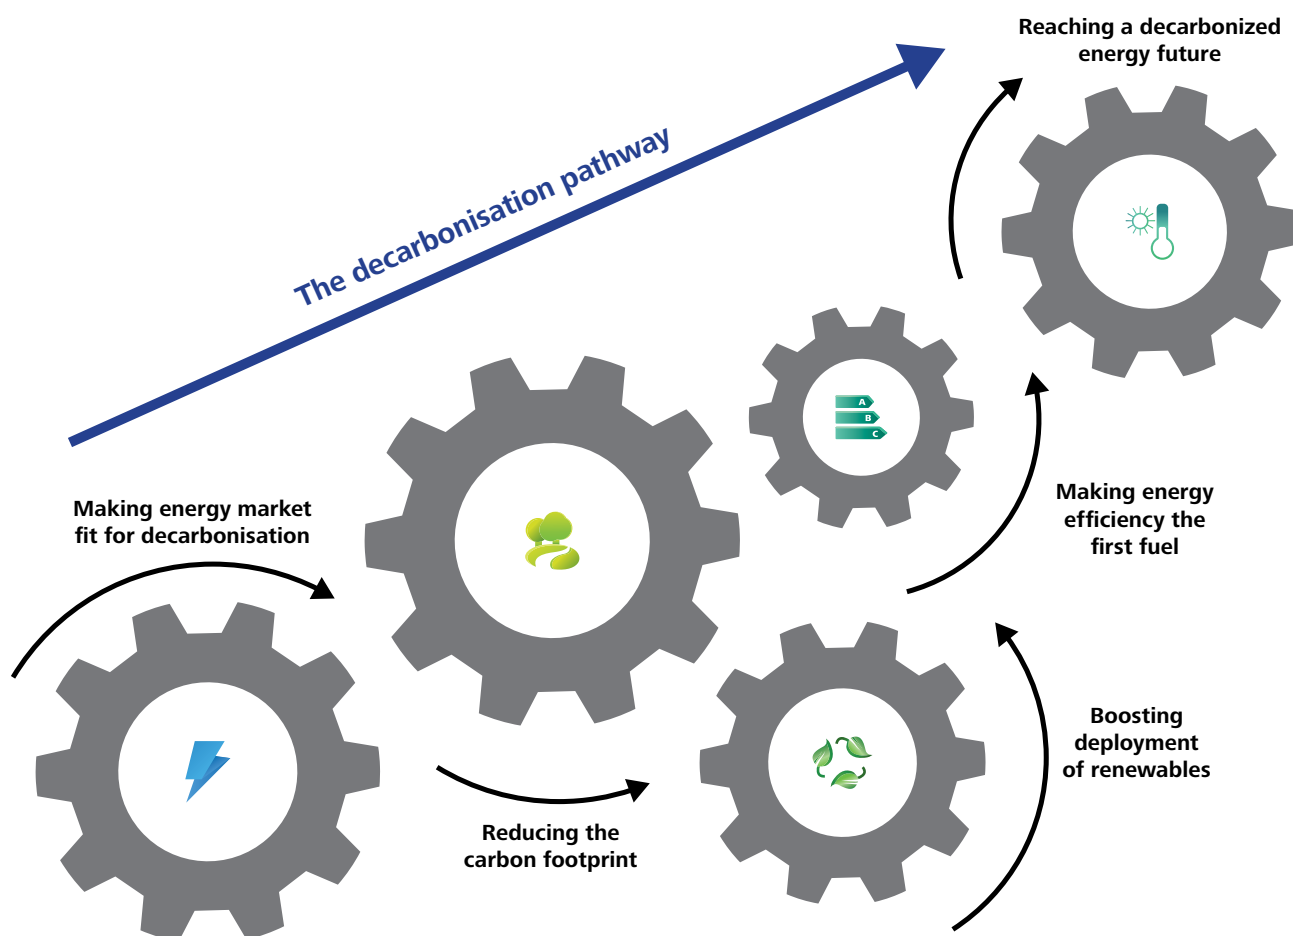 Reaching a decarbonized
energy future
The decarbonisation pathway
A
B
C
Making energy market
fit for decarbonisation
Making energy
efficiency the
first fuel
Boosting
deployment
of renewables
Reducing the
carbon footprint